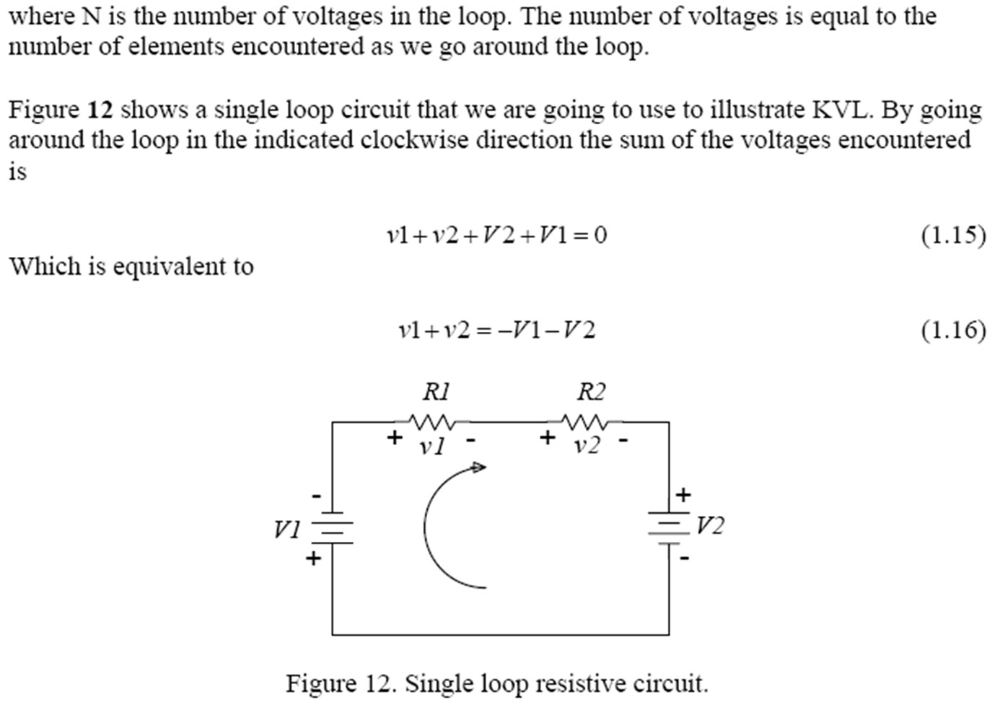 where N is the number of voltages in the loop. The number of voltages is equal to the
number of elements encountered as we go around the loop.
Figure 12 shows a single loop circuit that we are going to use to illustrate KVL. By going
around the loop in the indicated clockwise direction the sum of the voltages encountered
is
v1+v2+V2+V1=0 (1.15)
Which is equivalent to
v1+v2=–V1–V2 (1.16)
R1 R2
+ v1 - + v2 -
- +
V1 V2
+ -
Figure 12. Single loop resistive circuit.